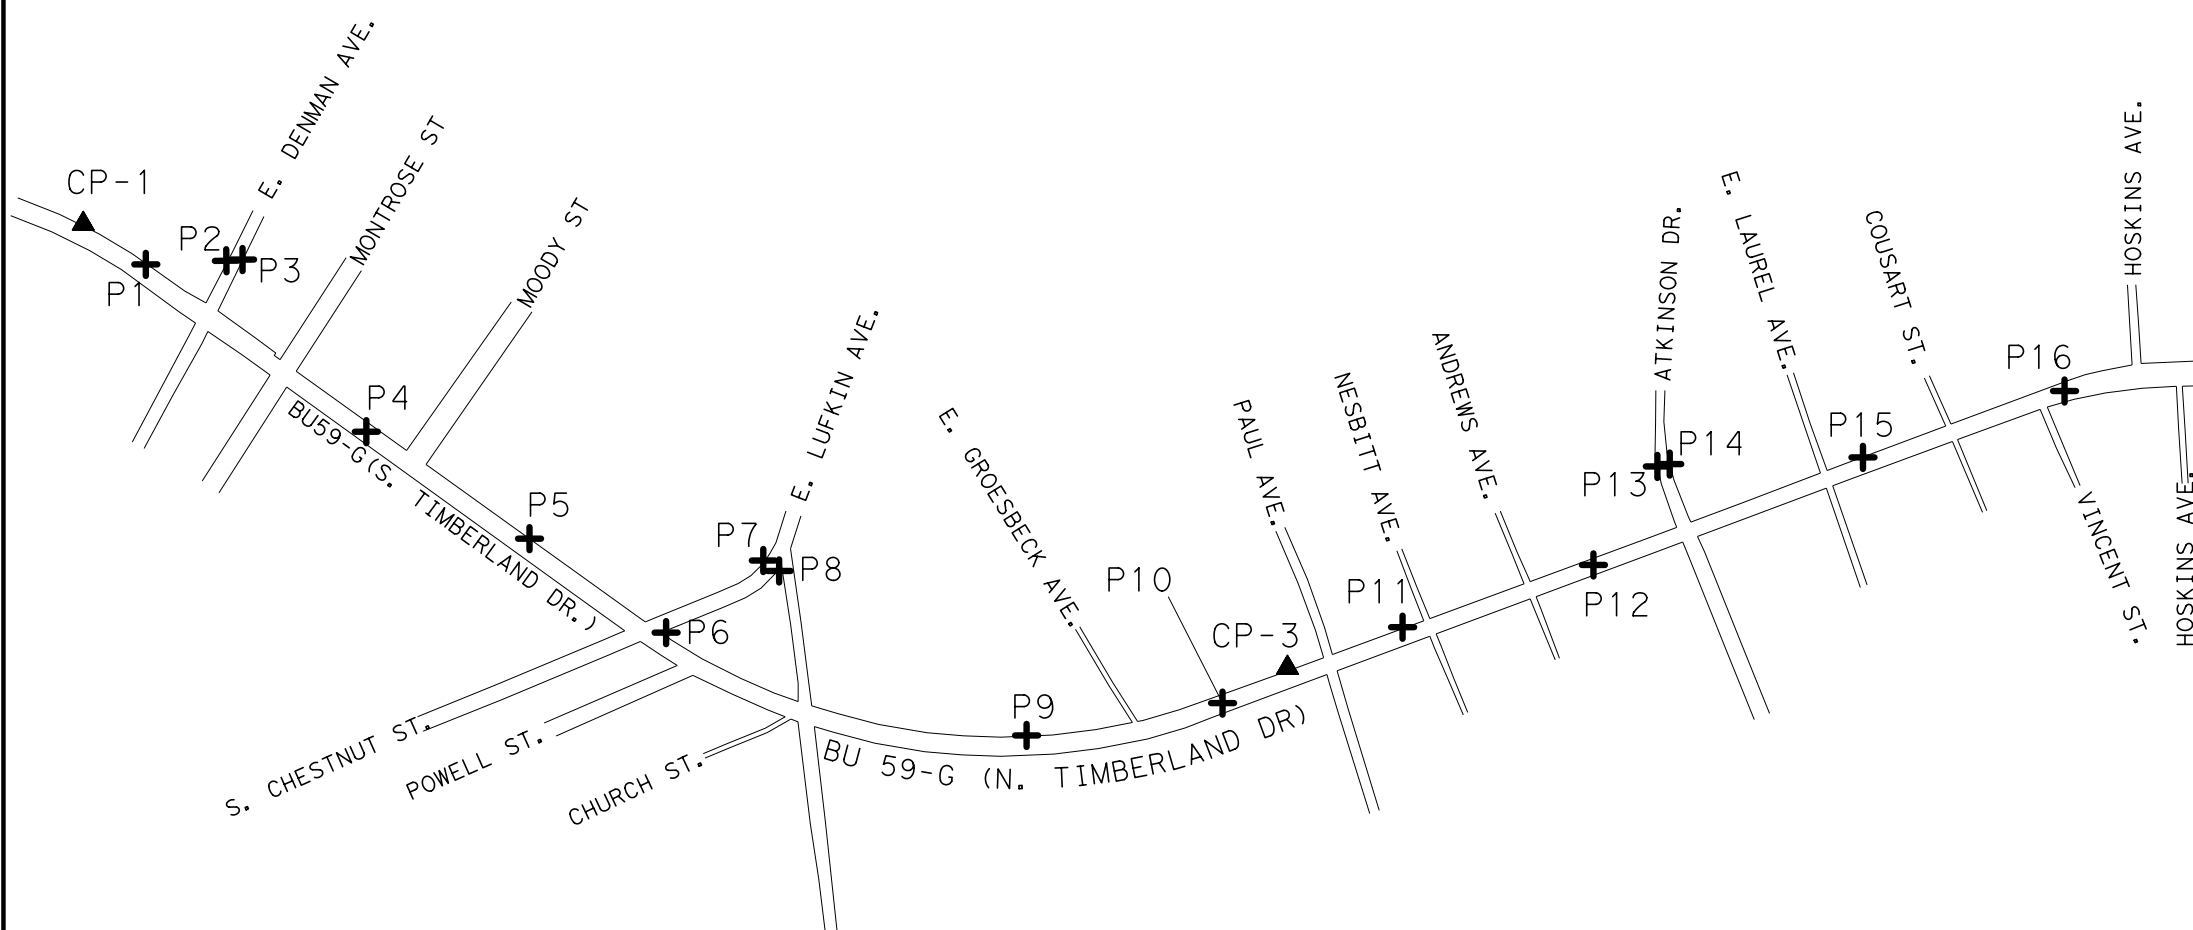 CP-1
P1
P2
P3
E. DENMAN AVE.
MONTROSE ST
MOODY ST
P4
BU59-G(S. TIMBERLAND DR.)
P5
P6
P7
P8
E. LUFKIN AVE.
S. CHESTNUT ST.
POWELL ST.
CHURCH ST.
E. GROESBECK AVE.
P9
BU 59-G (N. TIMBERLAND DR)
P10
CP-3
PAUL AVE.
NESBITT AVE.
P11
ANDREWS AVE.
P12
P13
P14
ATKINSON DR.
E. LAUREL AVE.
P15
COUSART ST.
P16
HOSKINS AVE.
VINCENT ST.
HOSKINS AVE.